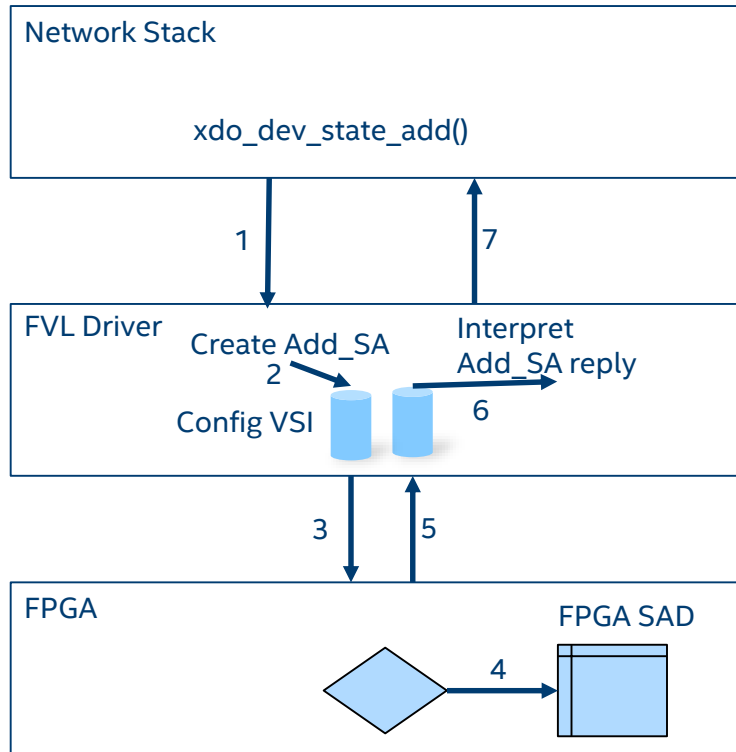 Network Stack
xdo_dev_state_add()
1
7
FVL Driver
Create Add_SA
2
Interpret
Add_SA reply
6
Config VSI
3
5
FPGA
FPGA SAD
4